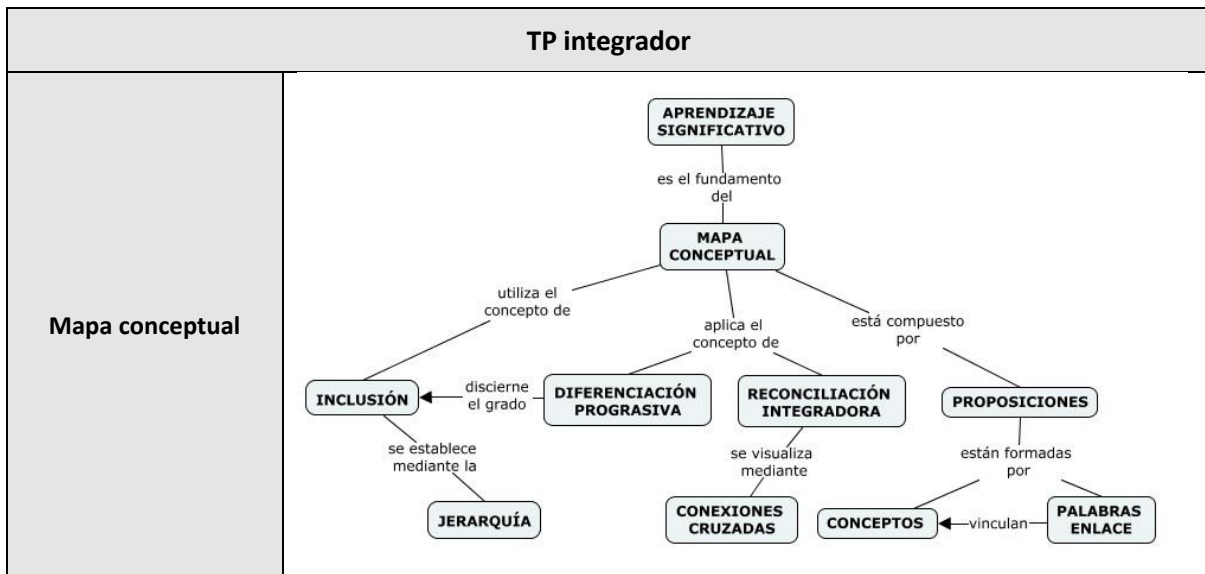 TP integrador
Mapa conceptual
APRENDIZAJE
SIGNIFICATIVO
es el fundamento
del
MAPA
CONCEPTUAL
utiliza el
concepto de
aplica el
concepto de
está compuesto
por
INCLUSIÓN
discierne
el grado
DIFERENCIACIÓN
PROGRASIVA
RECONCILIACIÓN
INTEGRADORA
PROPOSICIONES
se establece
mediante la
se visualiza
mediante
están formadas
por
JERARQUÍA
CONEXIONES
CRUZADAS
CONCEPTOS
vinculan
PALABRAS
ENLACE